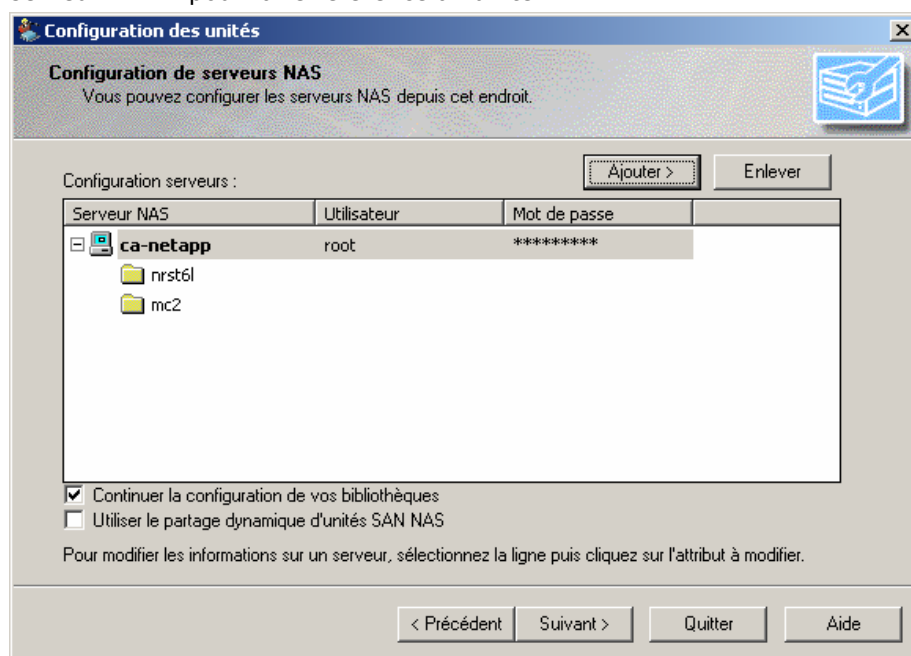 Configuration des unités
Configuration de serveurs NAS
Vous pouvez configurer les serveurs NAS depuis cet endroit.
Configuration serveurs :
Ajouter >
Enlever
Serveur NAS Utilisateur Mot de passe
ca-netapp root *********
nrst6l
mc2
Continuer la configuration de vos bibliothèques
Utiliser le partage dynamique d'unités SAN NAS
Pour modifier les informations sur un serveur, sélectionnez la ligne puis cliquez sur l'attribut à modifier.
< Précédent Suivant > Quitter Aide